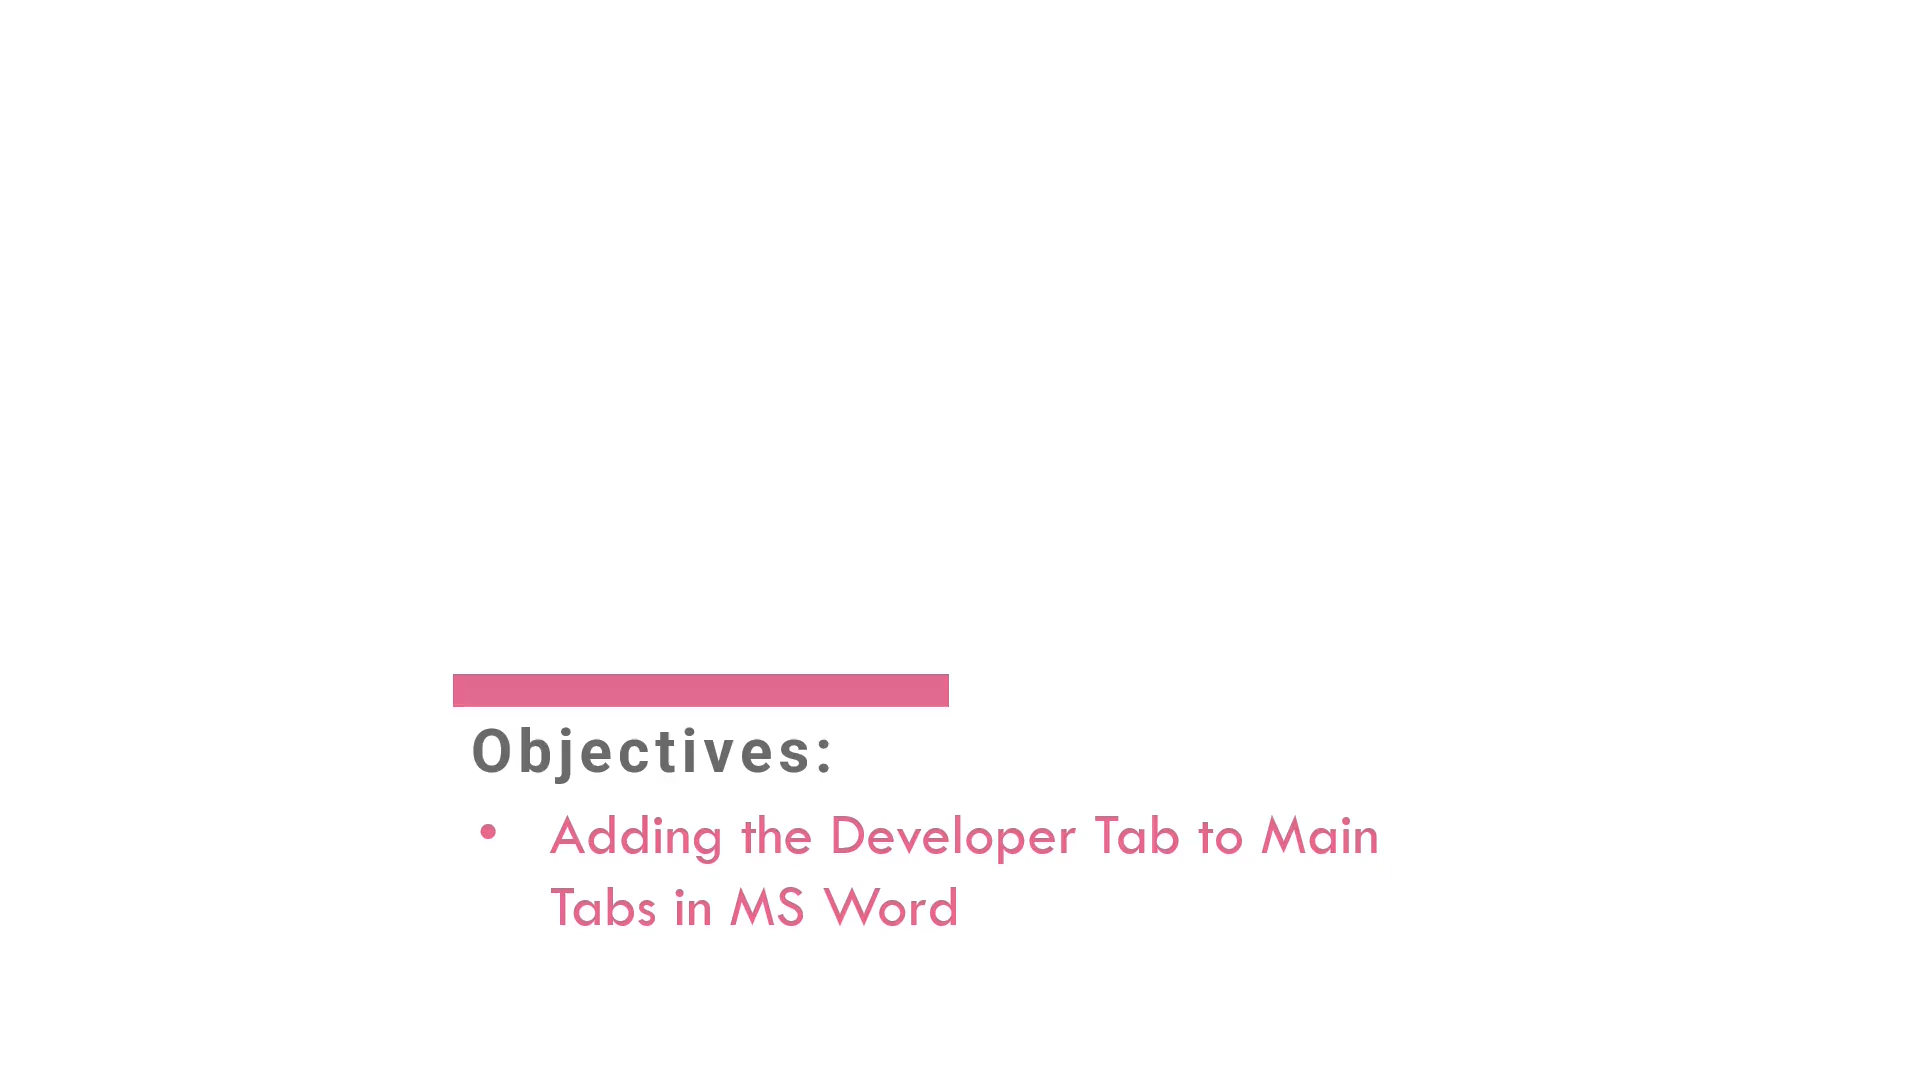 Objectives:
• Adding the Developer Tab to Main
Tabs in MS Word